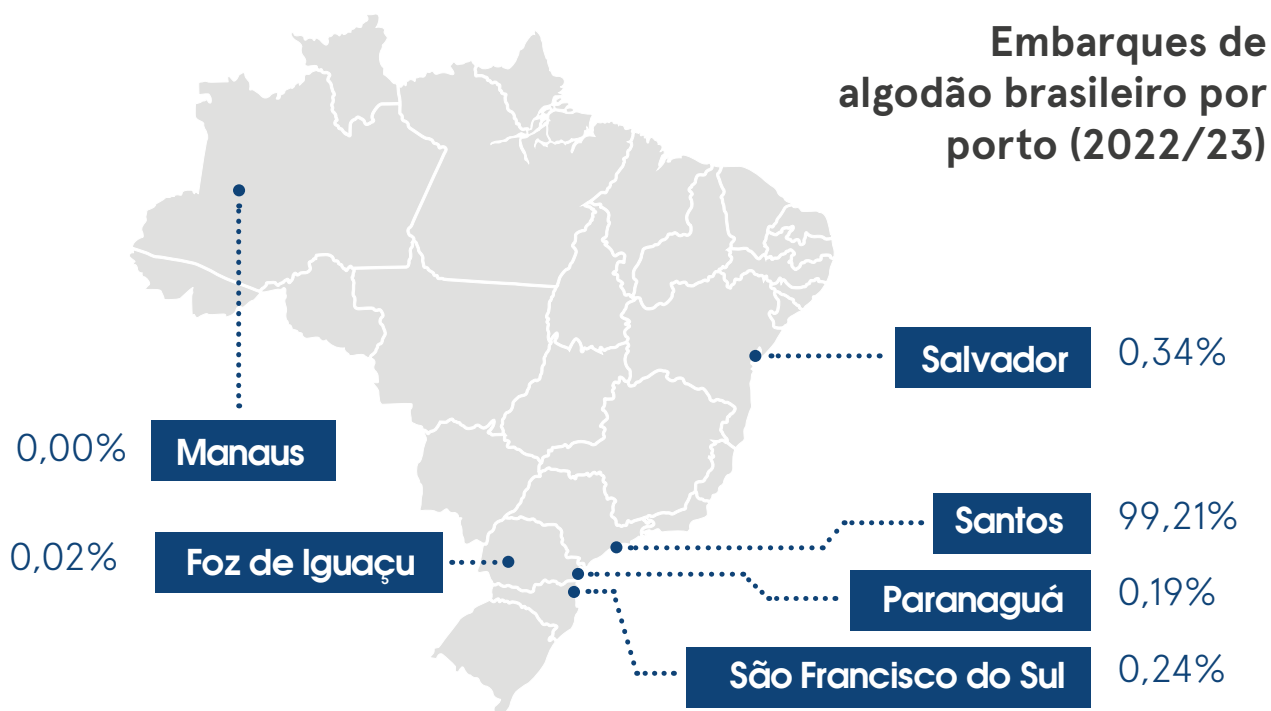 Embarques de
algodão brasileiro por
porto (2022/23)
Salvador 0,34%
0,00% Manaus
Santos 99,21%
0,02% Foz de Iguaçu
Paranaguá 0,19%
São Francisco do Sul 0,24%